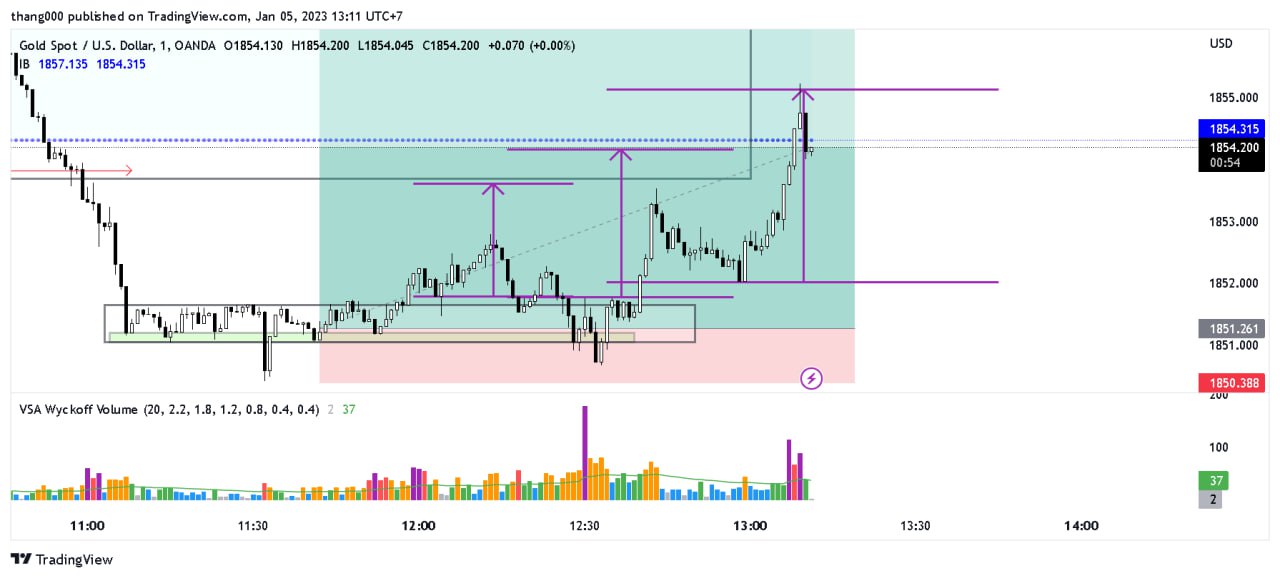 thang000 published on TradingView.com, Jan 05, 2023 13:11 UTC+7
Gold Spot / U.S. Dollar, 1, OANDA O1854.130 H1854.200 L1854.045 C1854.200 +0.070 (+0.00%)
IB 1857.135 1854.315
USD
1855.000
1854.315
1854.200
00:54
1853.000
1852.000
1851.261
1851.000
1850.388
200
VSA Wyckoff Volume (20, 2.2, 1.8, 1.2, 0.8, 0.4, 0.4) 2 37
100
37
2
11:00 11:30 12:00 12:30 13:00 13:30 14:00
TradingView